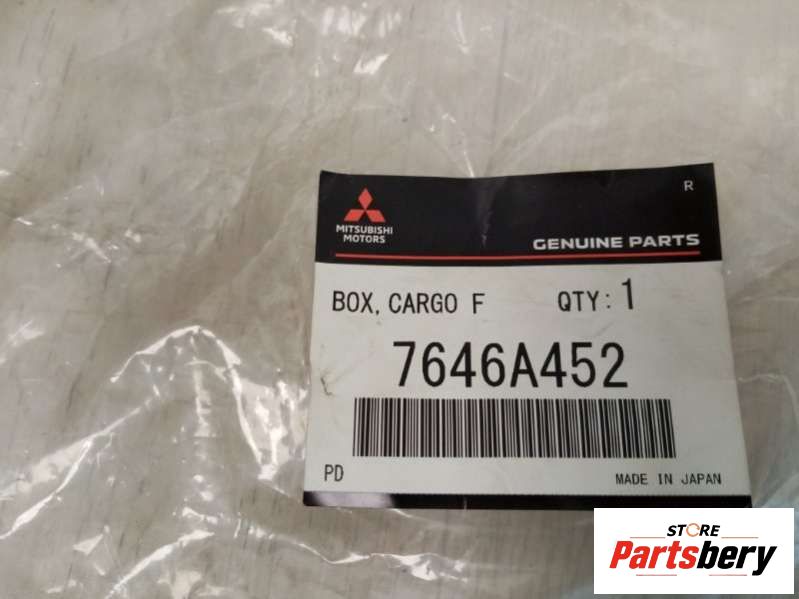 R
MITSUBISHI
MOTORS
GENUINE PARTS
BOX, CARGO F QTY: 1
7646A452
PD
MADE IN JAPAN
STORE
Partsbery